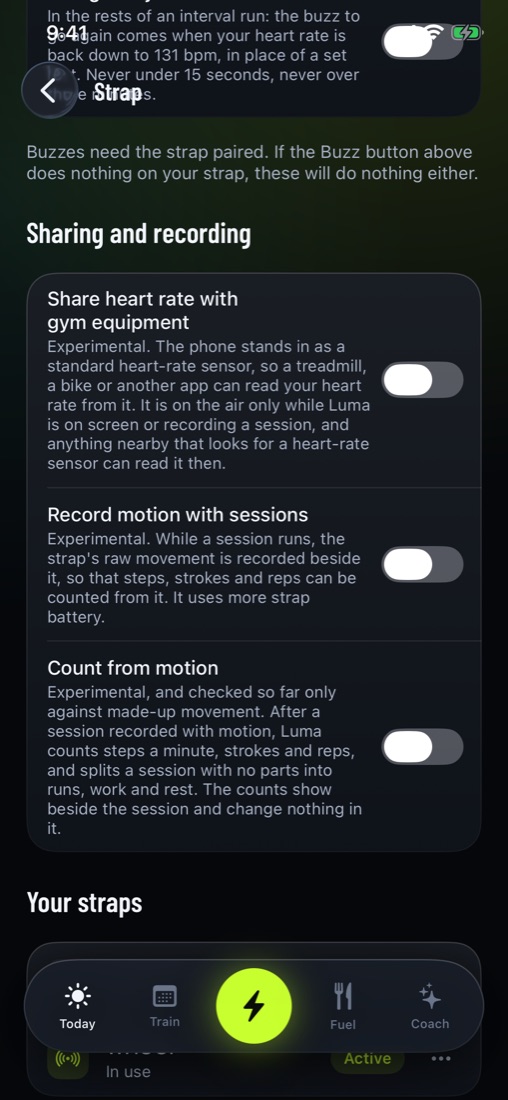 In the rests of an interval run: the buzz to
9:41
again comes when your heart rate is
back down to 131 bpm, in place of a set
Never under 15 seconds, never over
Strap
Buzzes need the strap paired. If the Buzz button above
does nothing on your strap, these will do nothing either.
Sharing and recording
Share heart rate with
gym equipment
Experimental. The phone stands in as a
standard heart-rate sensor, so a treadmill,
a bike or another app can read your heart
rate from it. It is on the air only while Luma
is on screen or recording a session, and
anything nearby that looks for a heart-rate
sensor can read it then.
Record motion with sessions
Experimental. While a session runs, the
strap's raw movement is recorded beside
it, so that steps, strokes and reps can be
counted from it. It uses more strap
battery.
Count from motion
Experimental, and checked so far only
against made-up movement. After a
session recorded with motion, Luma
counts steps a minute, strokes and reps,
and splits a session with no parts into
runs, work and rest. The counts show
beside the session and change nothing in
it.
Your straps
Today
Train
Fuel
Coach
In use
Active